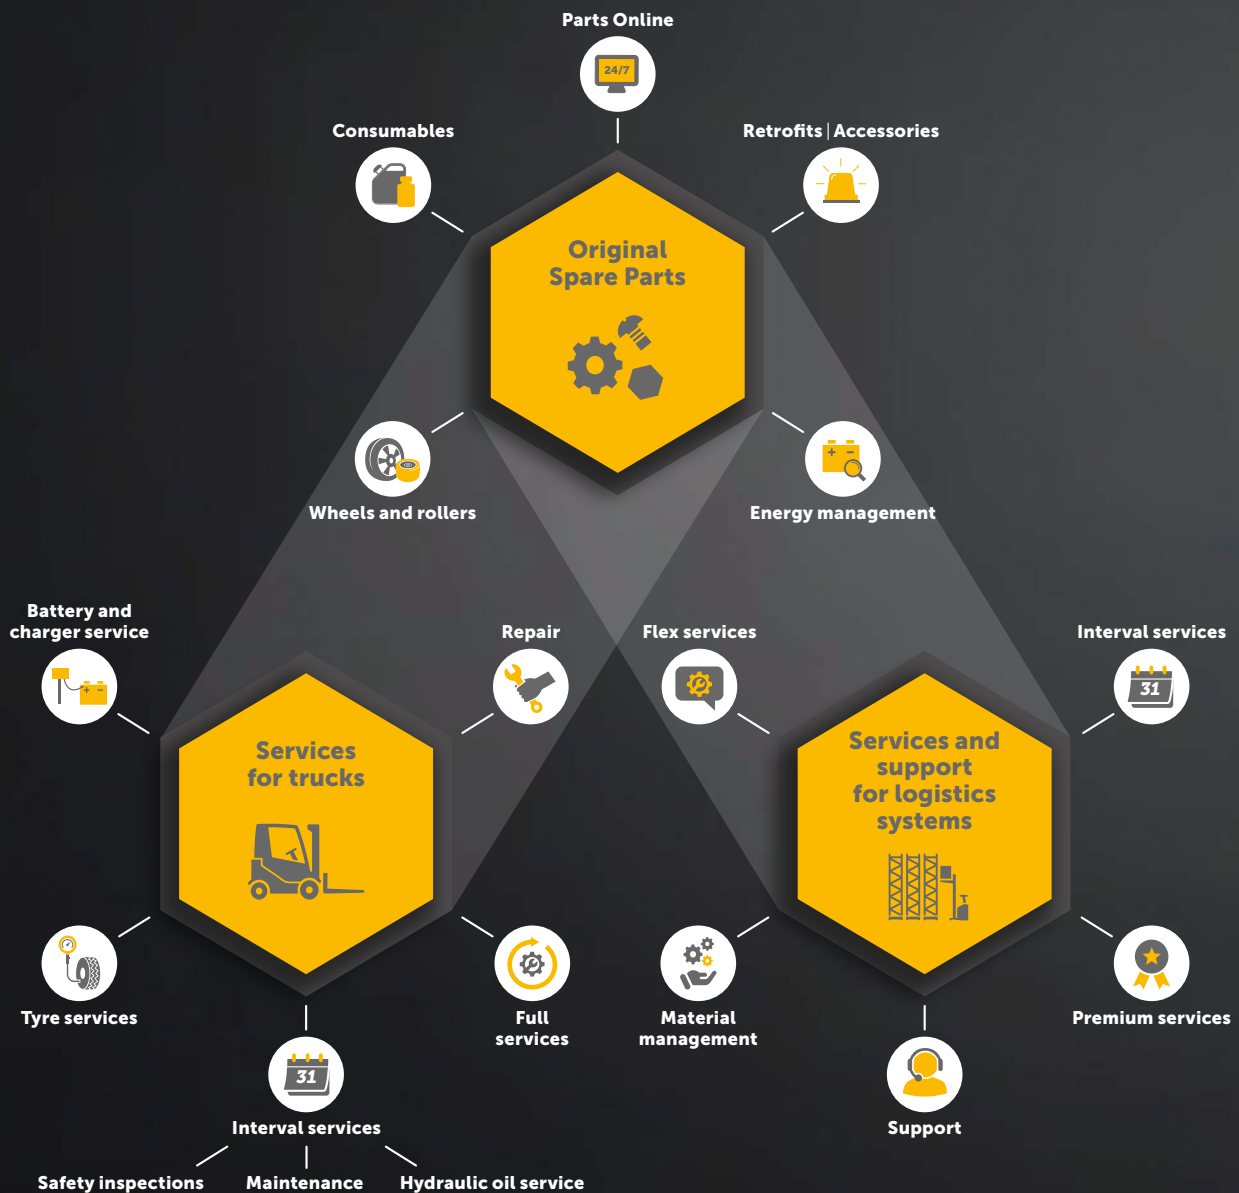 Parts Online
24/7
Consumables
Retrofits | Accessories
Original
Spare Parts
Wheels and rollers
Energy management
Battery and
charger service
Repair
Flex services
Interval services
31
Services
for trucks
Services and
support
for logistics
systems
Tyre services
Full
services
Material
management
Premium services
31
Interval services
Support
Safety inspections
Maintenance
Hydraulic oil service